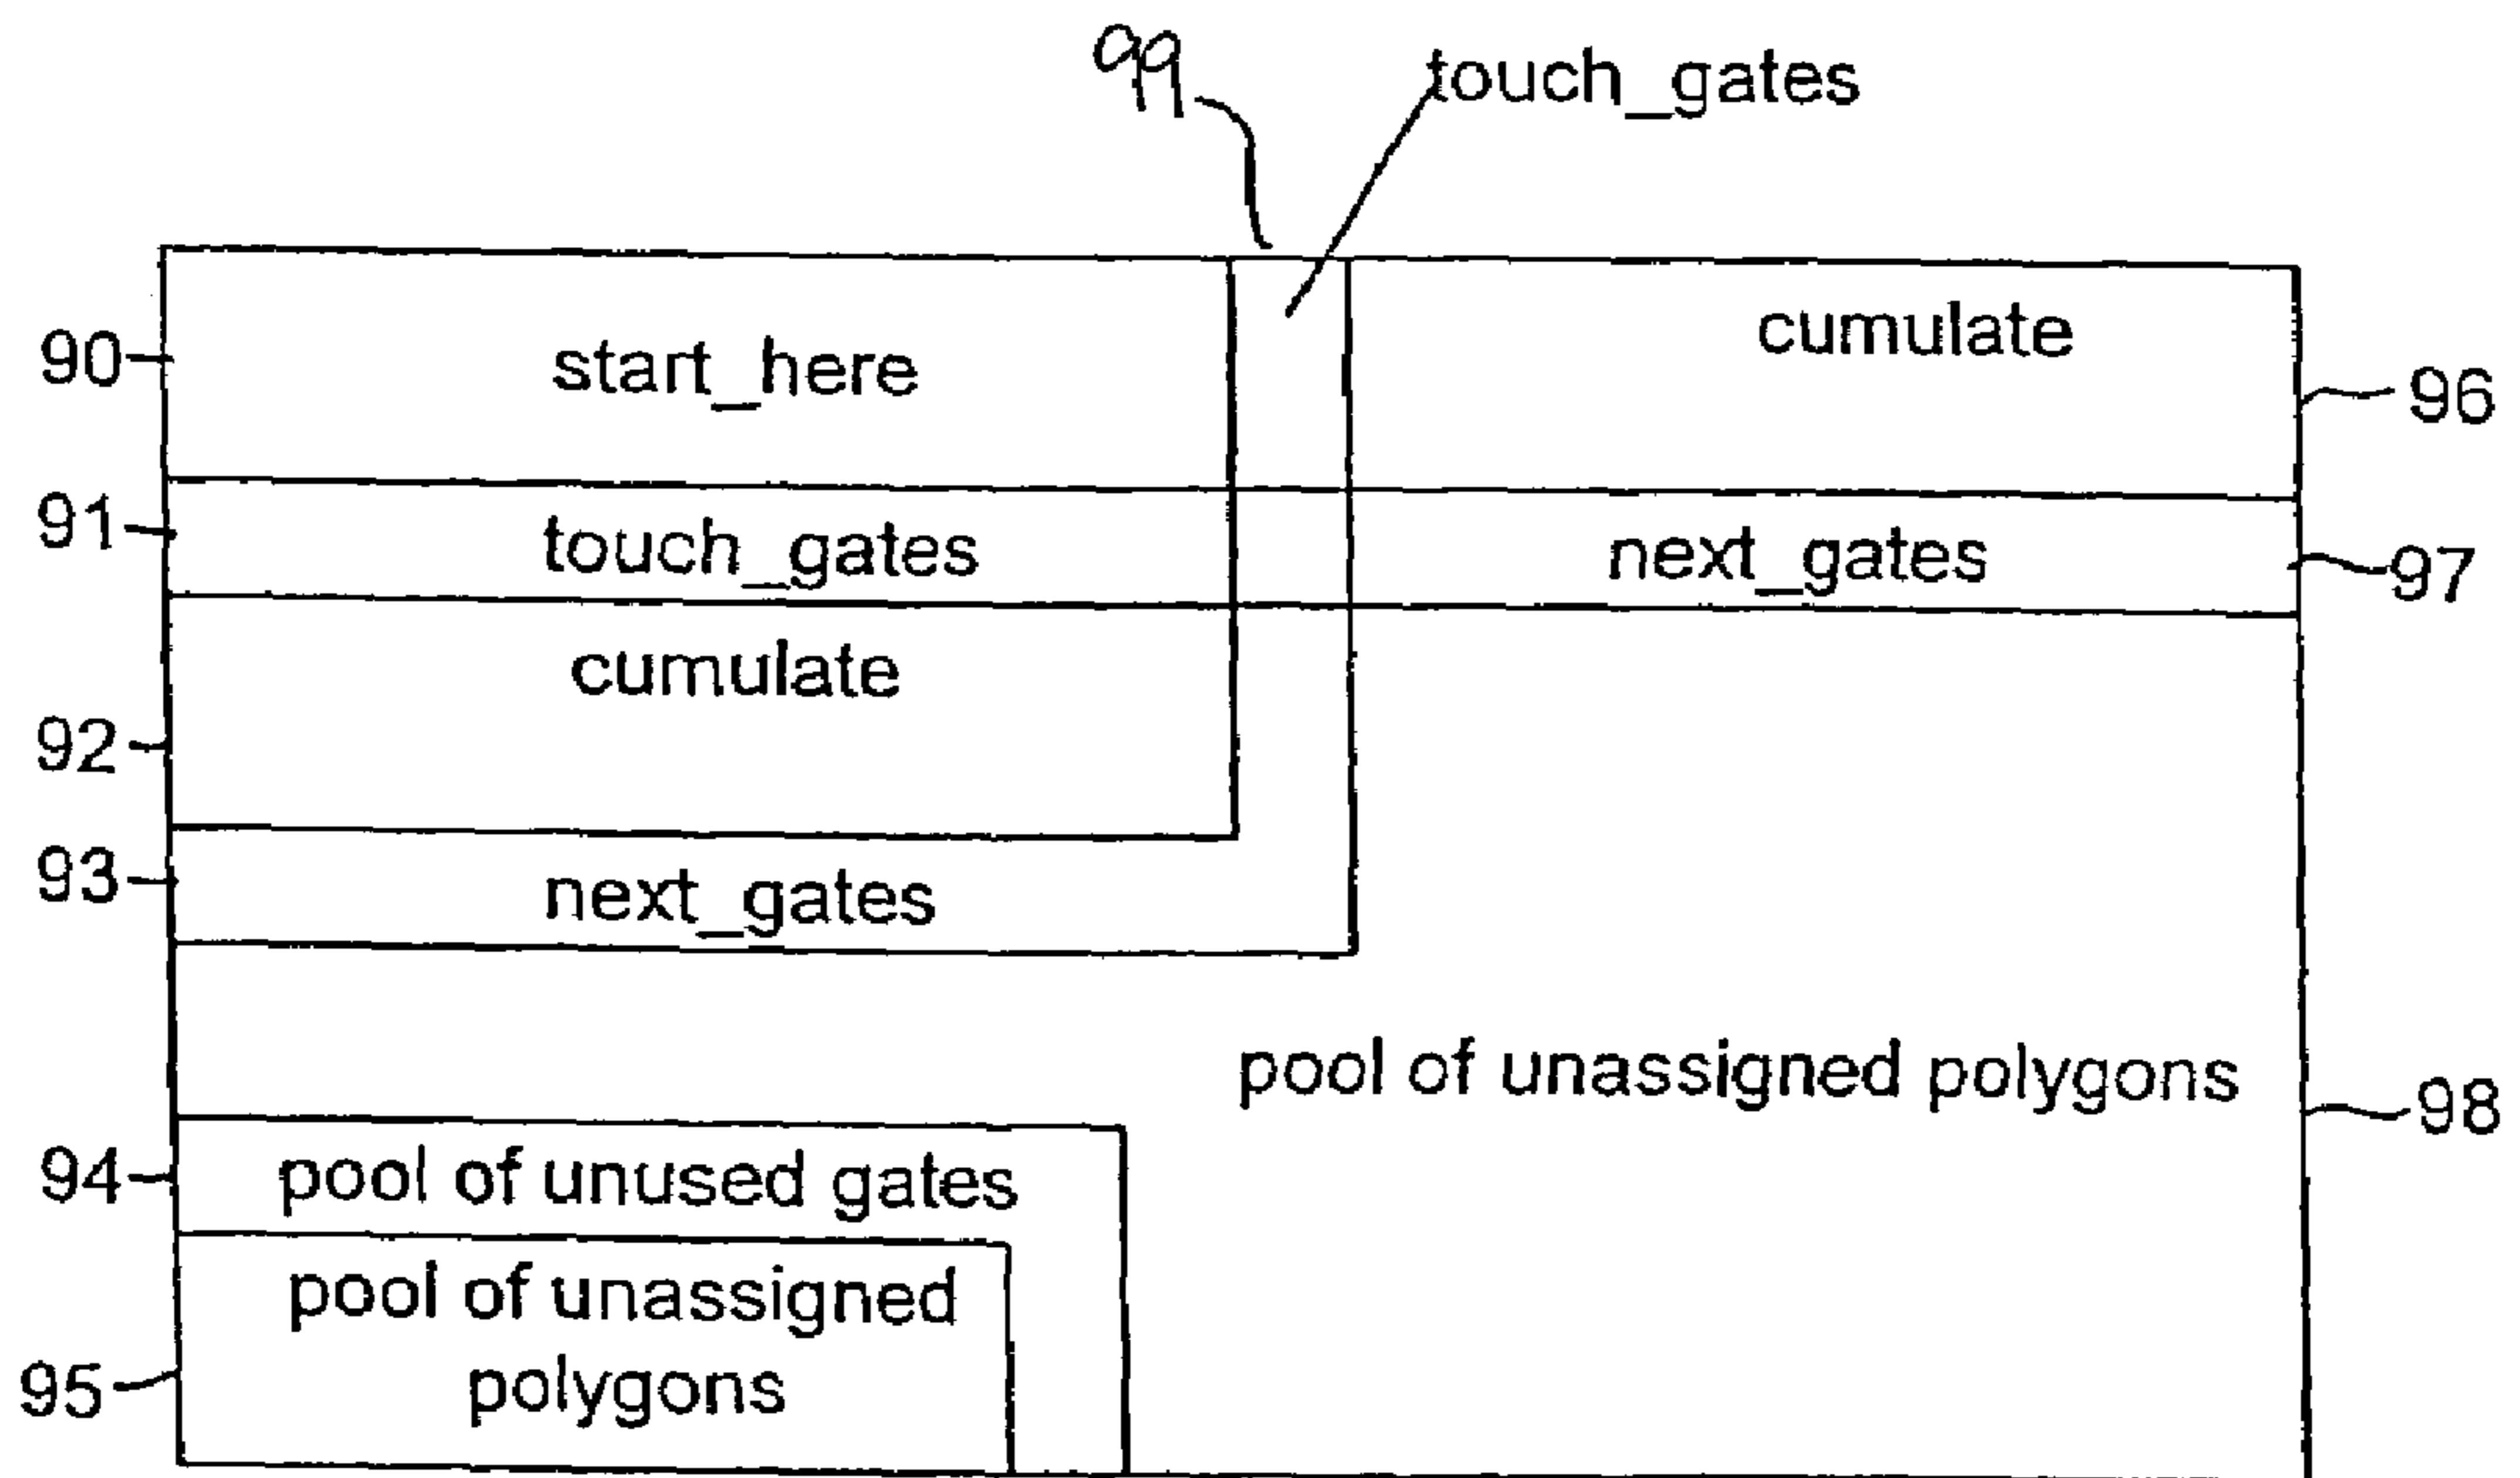 99
touch_gates
90
start_here
cumulate
96
91
touch_gates
next_gates
97
cumulate
92
93
next_gates
pool of unassigned polygons
98
94
pool of unused gates
pool of unassigned
polygons
95